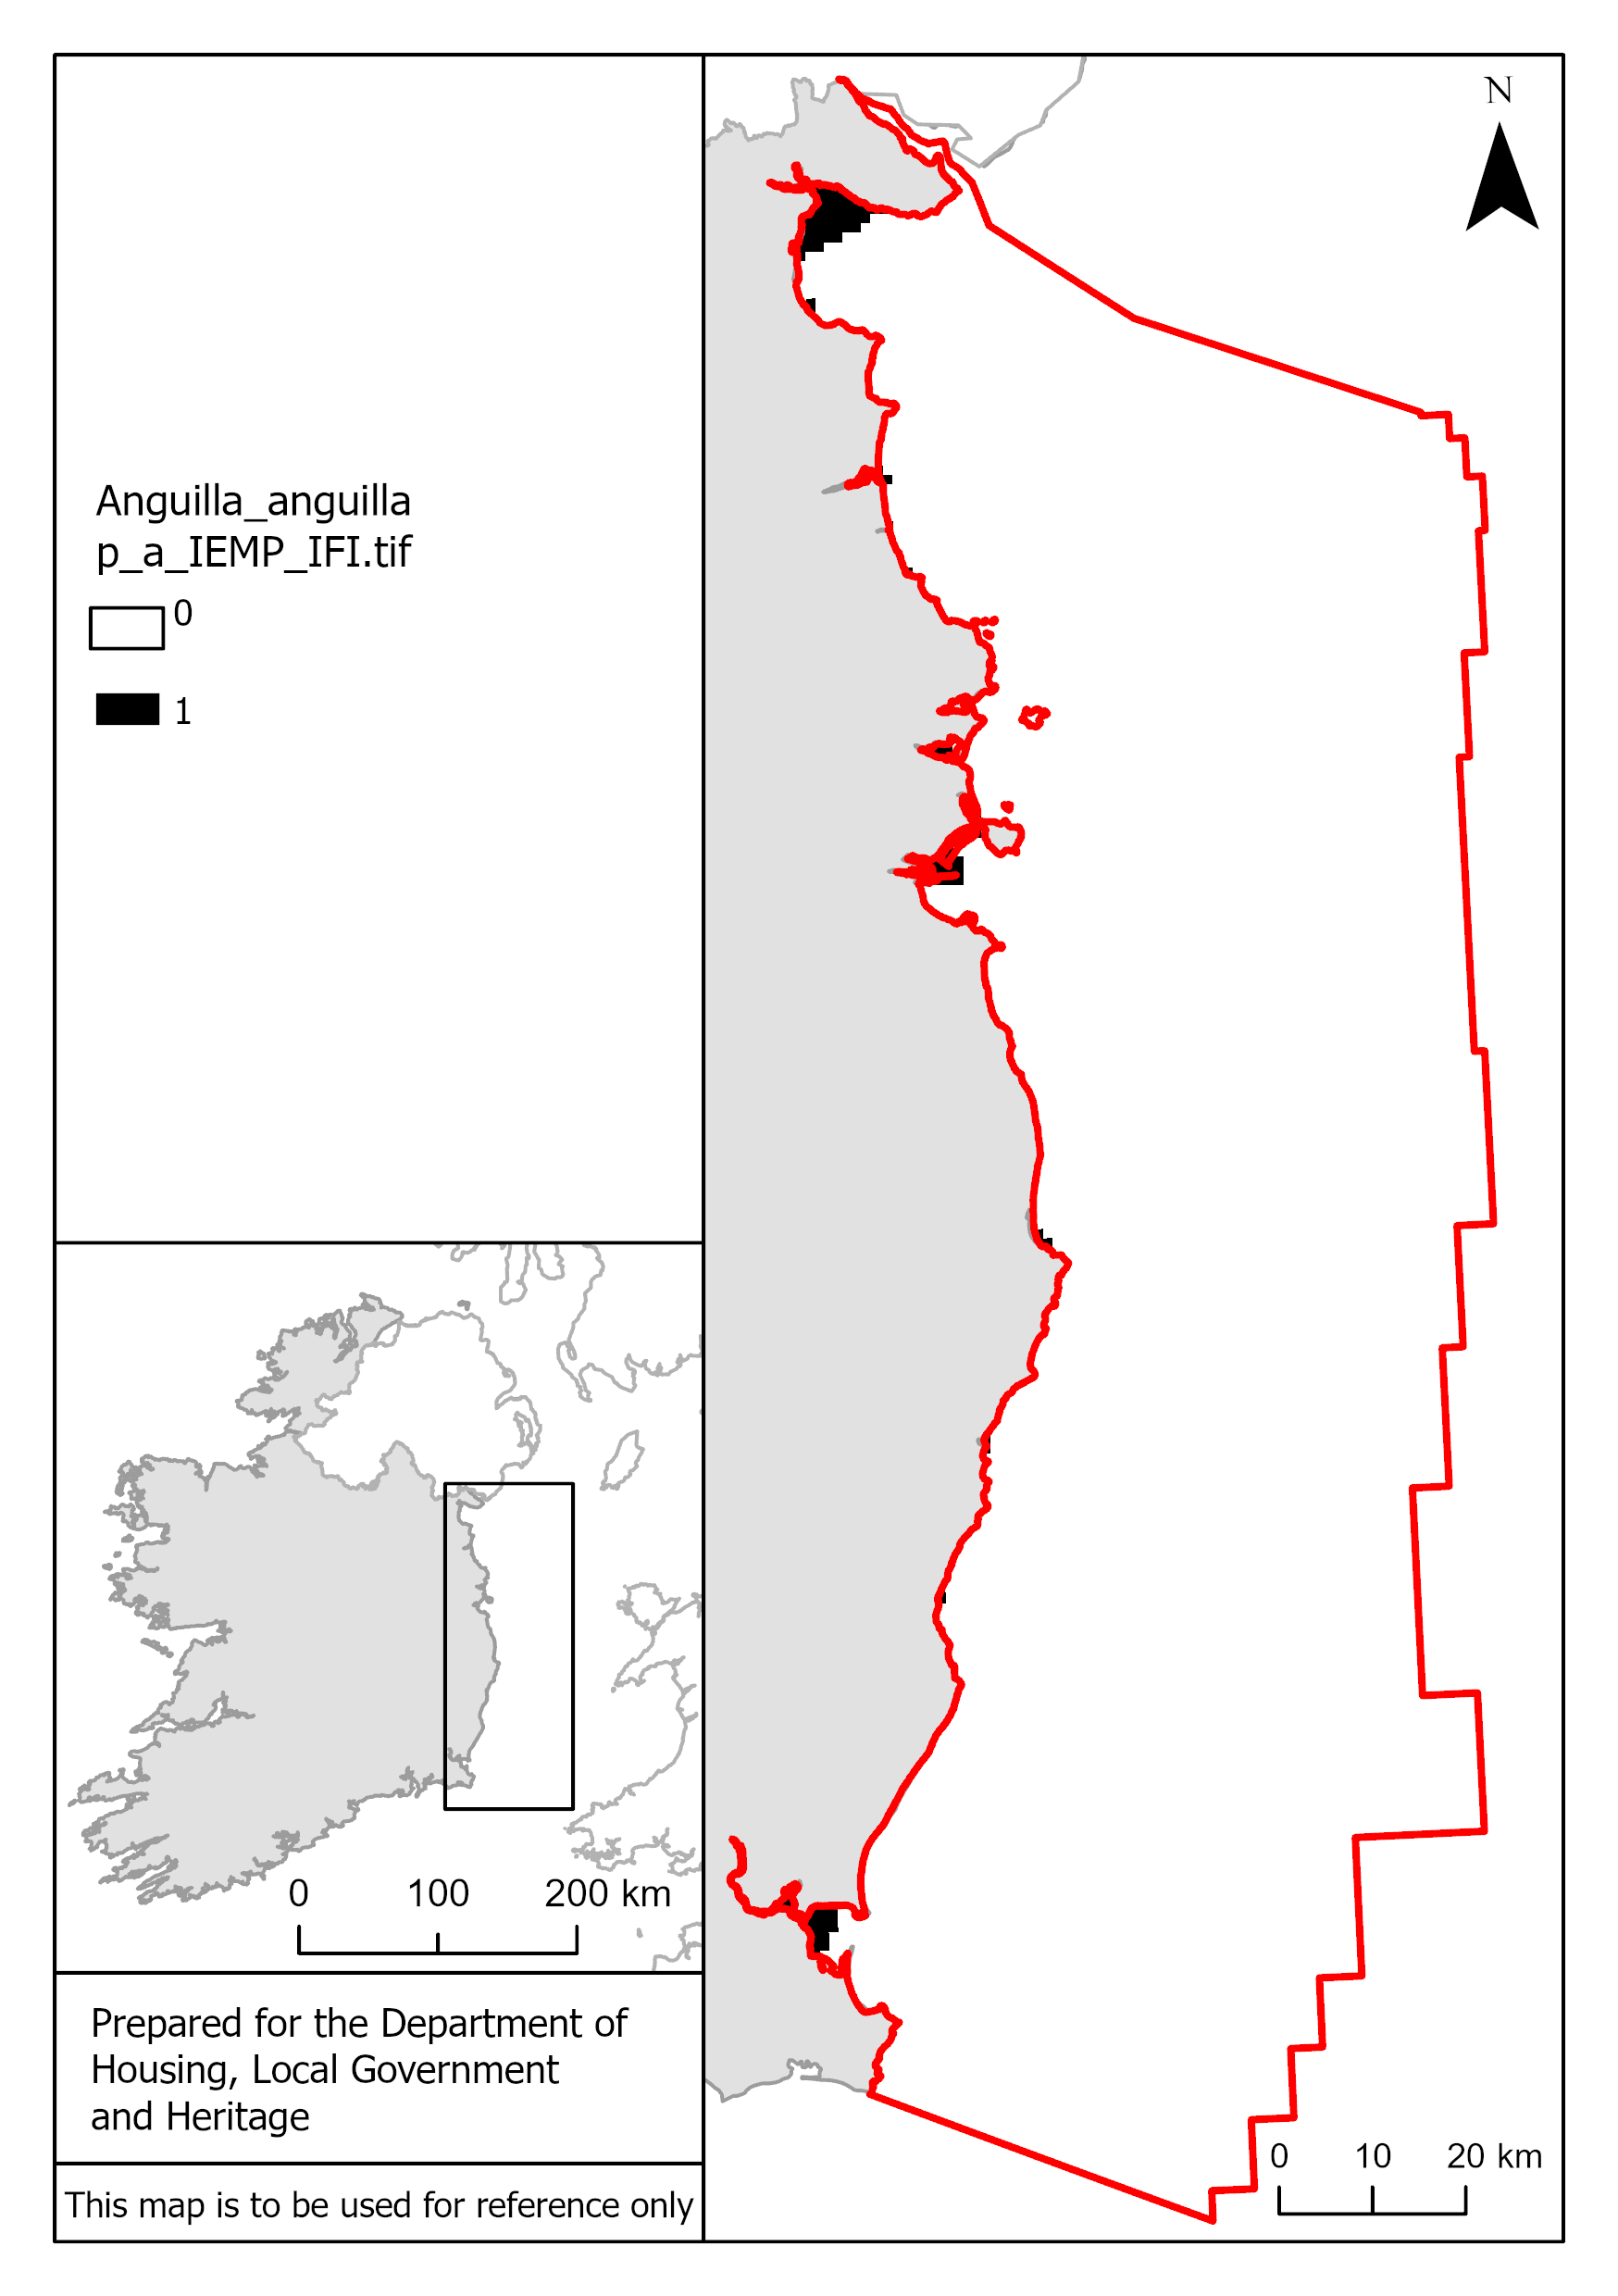 N
Anguilla_anguilla
p_a_IEMP_IFI.tif
0
1
0 100 200 km
Prepared for the Department of
Housing, Local Government
and Heritage
This map is to be used for reference only
0 10 20 km